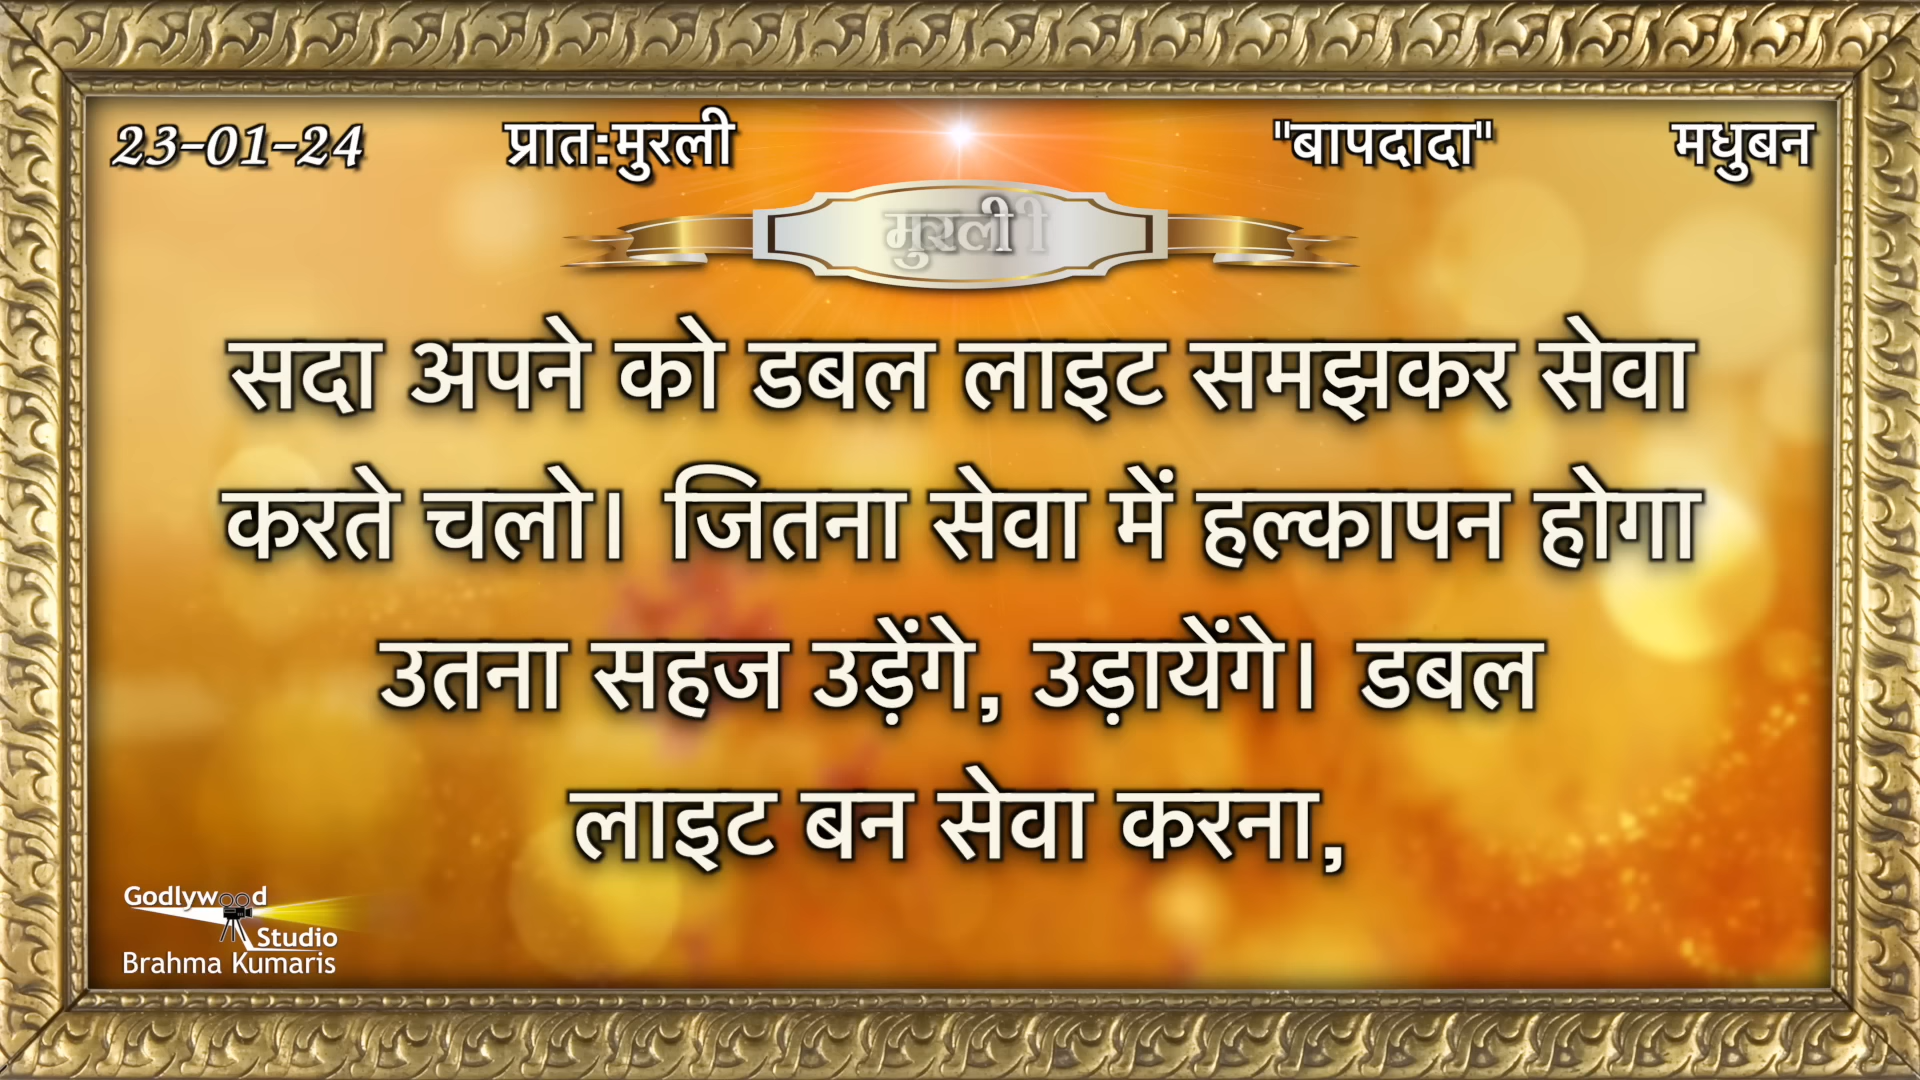 23-01-24 प्रात:मुरली "बापदादा" मधुबन
मुरली
सदा अपने को डबल लाइट समझकर सेवा
करते चलो। जितना सेवा में हल्कापन होगा
उतना सहज उड़ेंगे, उड़ायेंगे। डबल
लाइट बन सेवा करना,
Godlywood
Studio
Brahma Kumaris